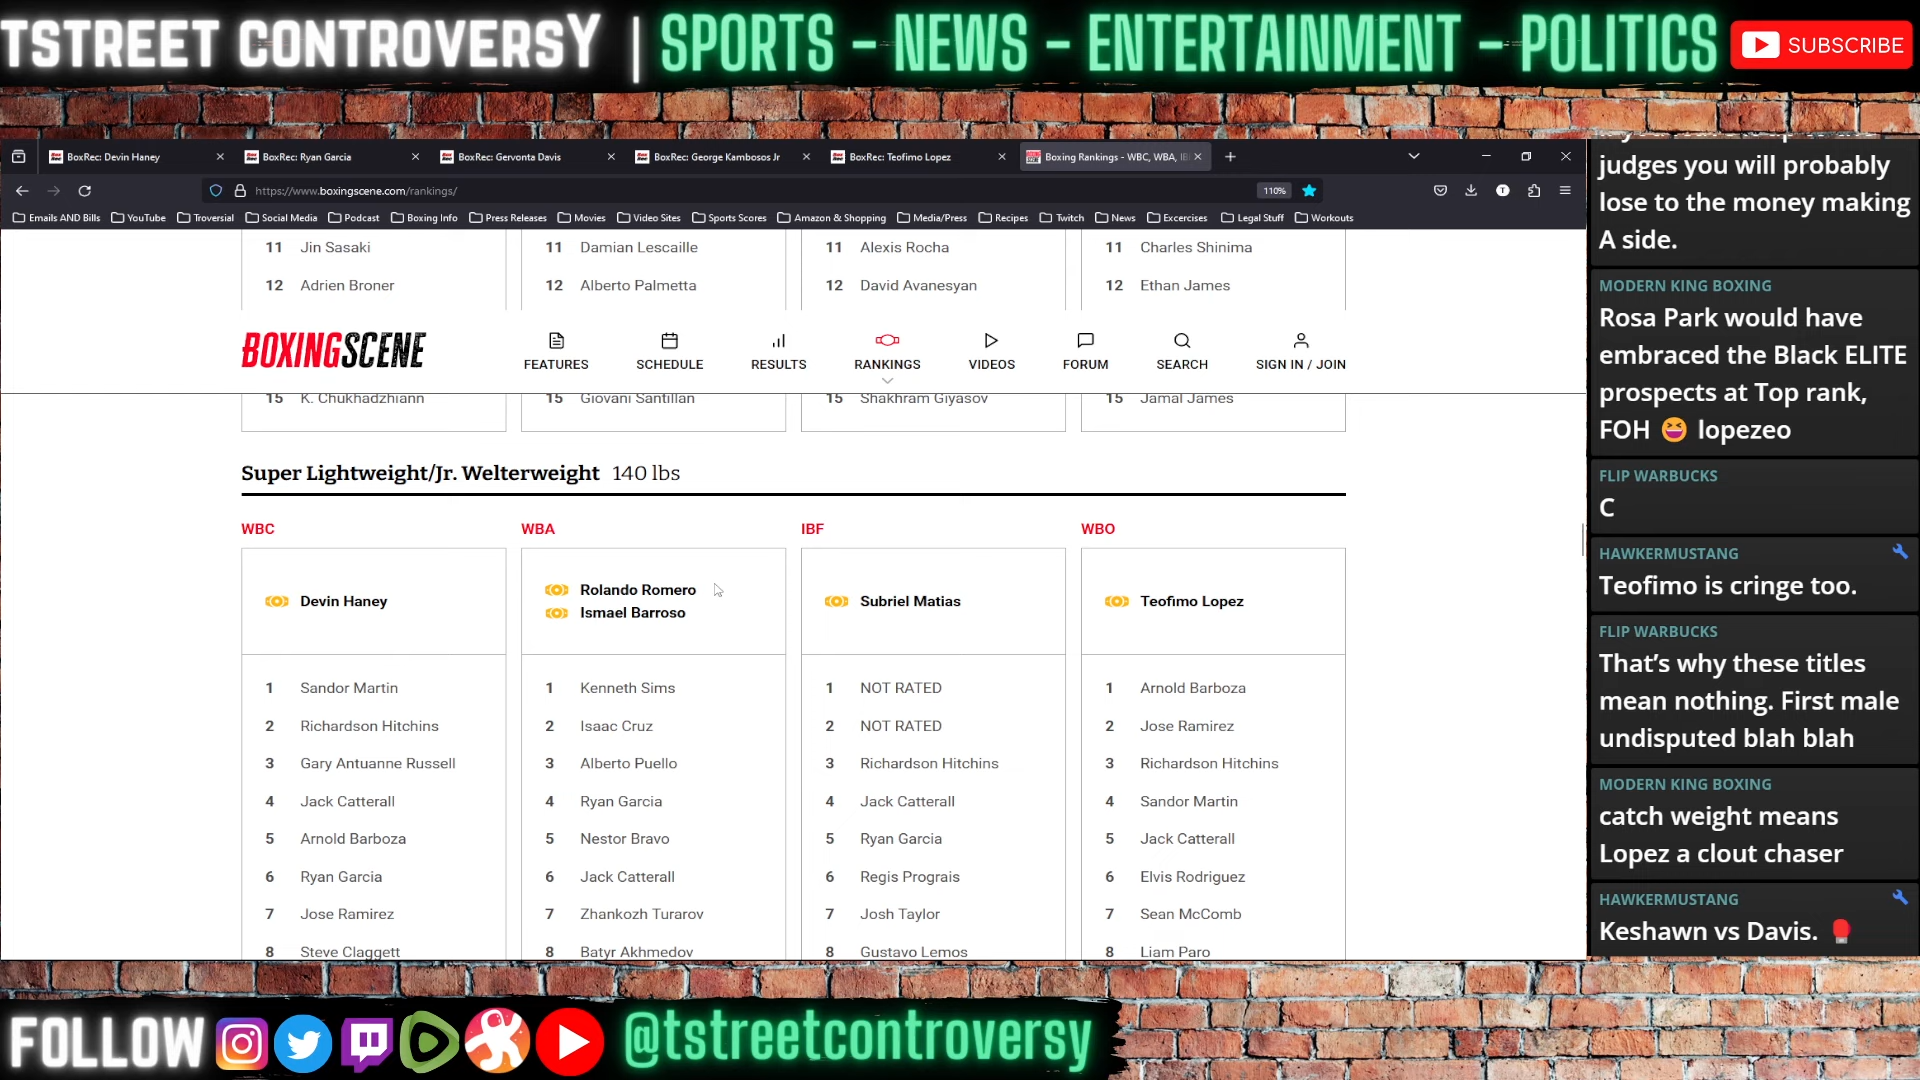 TSTREET CONTROVERSY | SPORTS - NEWS - ENTERTAINMENT - POLITICS
SUBSCRIBE
BoxRec: Devin Haney
BoxRec: Ryan Garcia
BoxRec: Gervonta Davis
BoxRec: George Kambosos Jr
BoxRec: Teofimo Lopez
Boxing Rankings - WBC, WBA, IB
https://www.boxingscene.com/rankings/
110%
Emails AND Bills
YouTube
Troversial
Social Media
Podcast
Boxing Info
Press Releases
Movies
Video Sites
Sports Scores
Amazon & Shopping
Media/Press
Recipes
Twitch
News
Excercises
Legal Stuff
Workouts
11 Jin Sasaki
11 Damian Lescaille
11 Alexis Rocha
11 Charles Shinima
12 Adrien Broner
12 Alberto Palmetta
12 David Avanesyan
12 Ethan James
BOXINGSCENE
FEATURES
SCHEDULE
RESULTS
RANKINGS
VIDEOS
FORUM
SEARCH
SIGN IN / JOIN
15 K. Chukhadzhiann
15 Giovani Santillan
15 Shakhram Giyasov
15 Jamal James
Super Lightweight/Jr. Welterweight 140 lbs
WBC
Devin Haney
1 Sandor Martin
2 Richardson Hitchins
3 Gary Antuanne Russell
4 Jack Catterall
5 Arnold Barboza
6 Ryan Garcia
7 Jose Ramirez
8 Steve Claggett
WBA
Rolando Romero
Ismael Barroso
1 Kenneth Sims
2 Isaac Cruz
3 Alberto Puello
4 Ryan Garcia
5 Nestor Bravo
6 Jack Catterall
7 Zhankozh Turarov
8 Batyr Akhmedov
IBF
Subriel Matias
1 NOT RATED
2 NOT RATED
3 Richardson Hitchins
4 Jack Catterall
5 Ryan Garcia
6 Regis Prograis
7 Josh Taylor
8 Gustavo Lemos
WBO
Teofimo Lopez
1 Arnold Barboza
2 Jose Ramirez
3 Richardson Hitchins
4 Sandor Martin
5 Jack Catterall
6 Elvis Rodriguez
7 Sean McComb
8 Liam Paro
judges you will probably
lose to the money making
A side.
MODERN KING BOXING
Rosa Park would have
embraced the Black ELITE
prospects at Top rank,
FOH 😆 lopezeo
FLIP WARBUCKS
C
HAWKERMUSTANG
Teofimo is cringe too.
FLIP WARBUCKS
That's why these titles
mean nothing. First male
undisputed blah blah
MODERN KING BOXING
catch weight means
Lopez a clout chaser
HAWKERMUSTANG
Keshawn vs Davis. 🥊
FOLLOW
@tstreetcontroversy